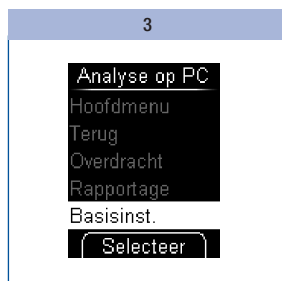 3
Analyse op PC
Hoofdmenu
Terug
Overdracht
Rapportage
Basisinst.
Selecteer